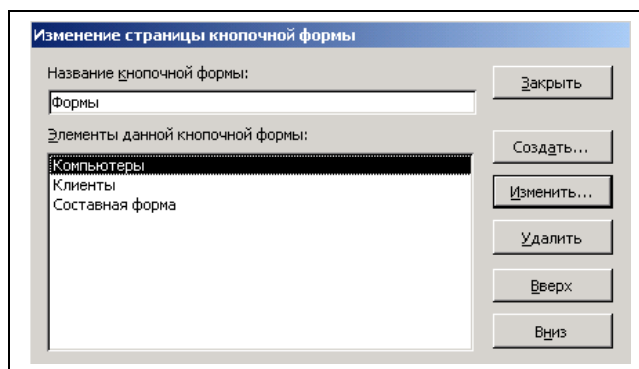 Изменение страницы кнопочной формы
Название кнопочной формы:
Формы
Элементы данной кнопочной формы:
Компьютеры
Клиенты
Составная форма
Закрыть
Создать...
Изменить...
Удалить
Вверх
Вниз